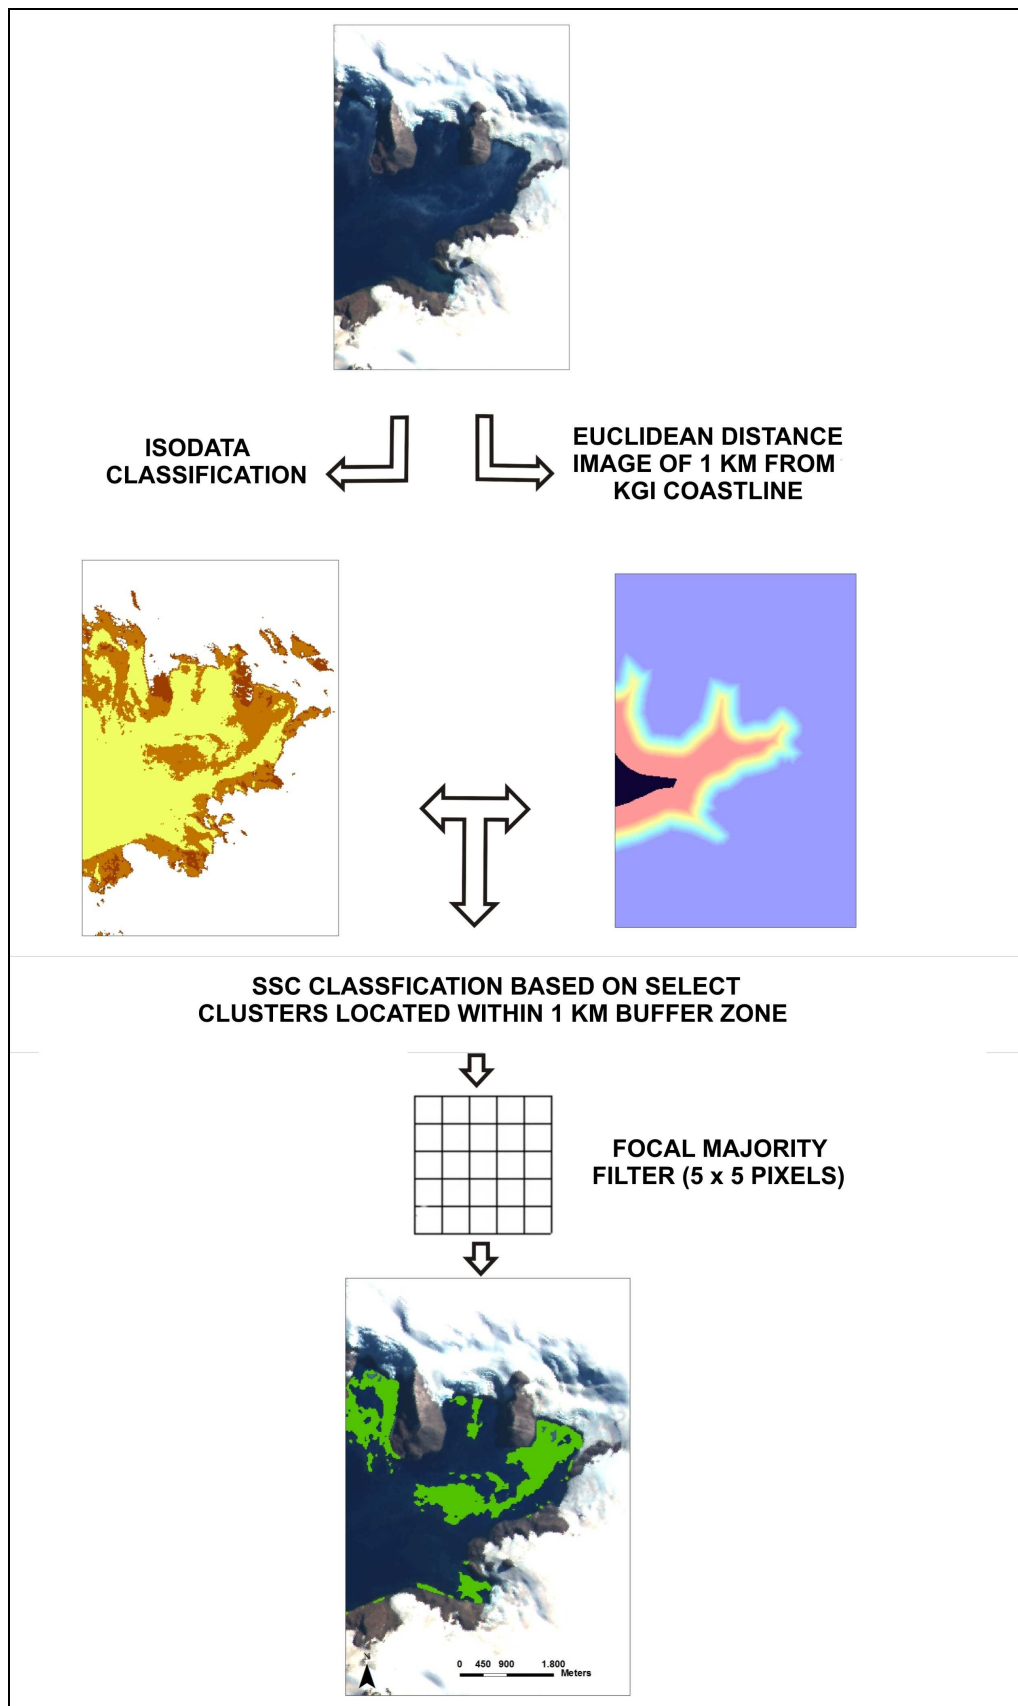 ISODATA
CLASSIFICATION
EUCLIDEAN DISTANCE
IMAGE OF 1 KM FROM
KGI COASTLINE
SSC CLASSFICATION BASED ON SELECT
CLUSTERS LOCATED WITHIN 1 KM BUFFER ZONE
FOCAL MAJORITY
FILTER (5 x 5 PIXELS)
0 450 900 1.800
Meters